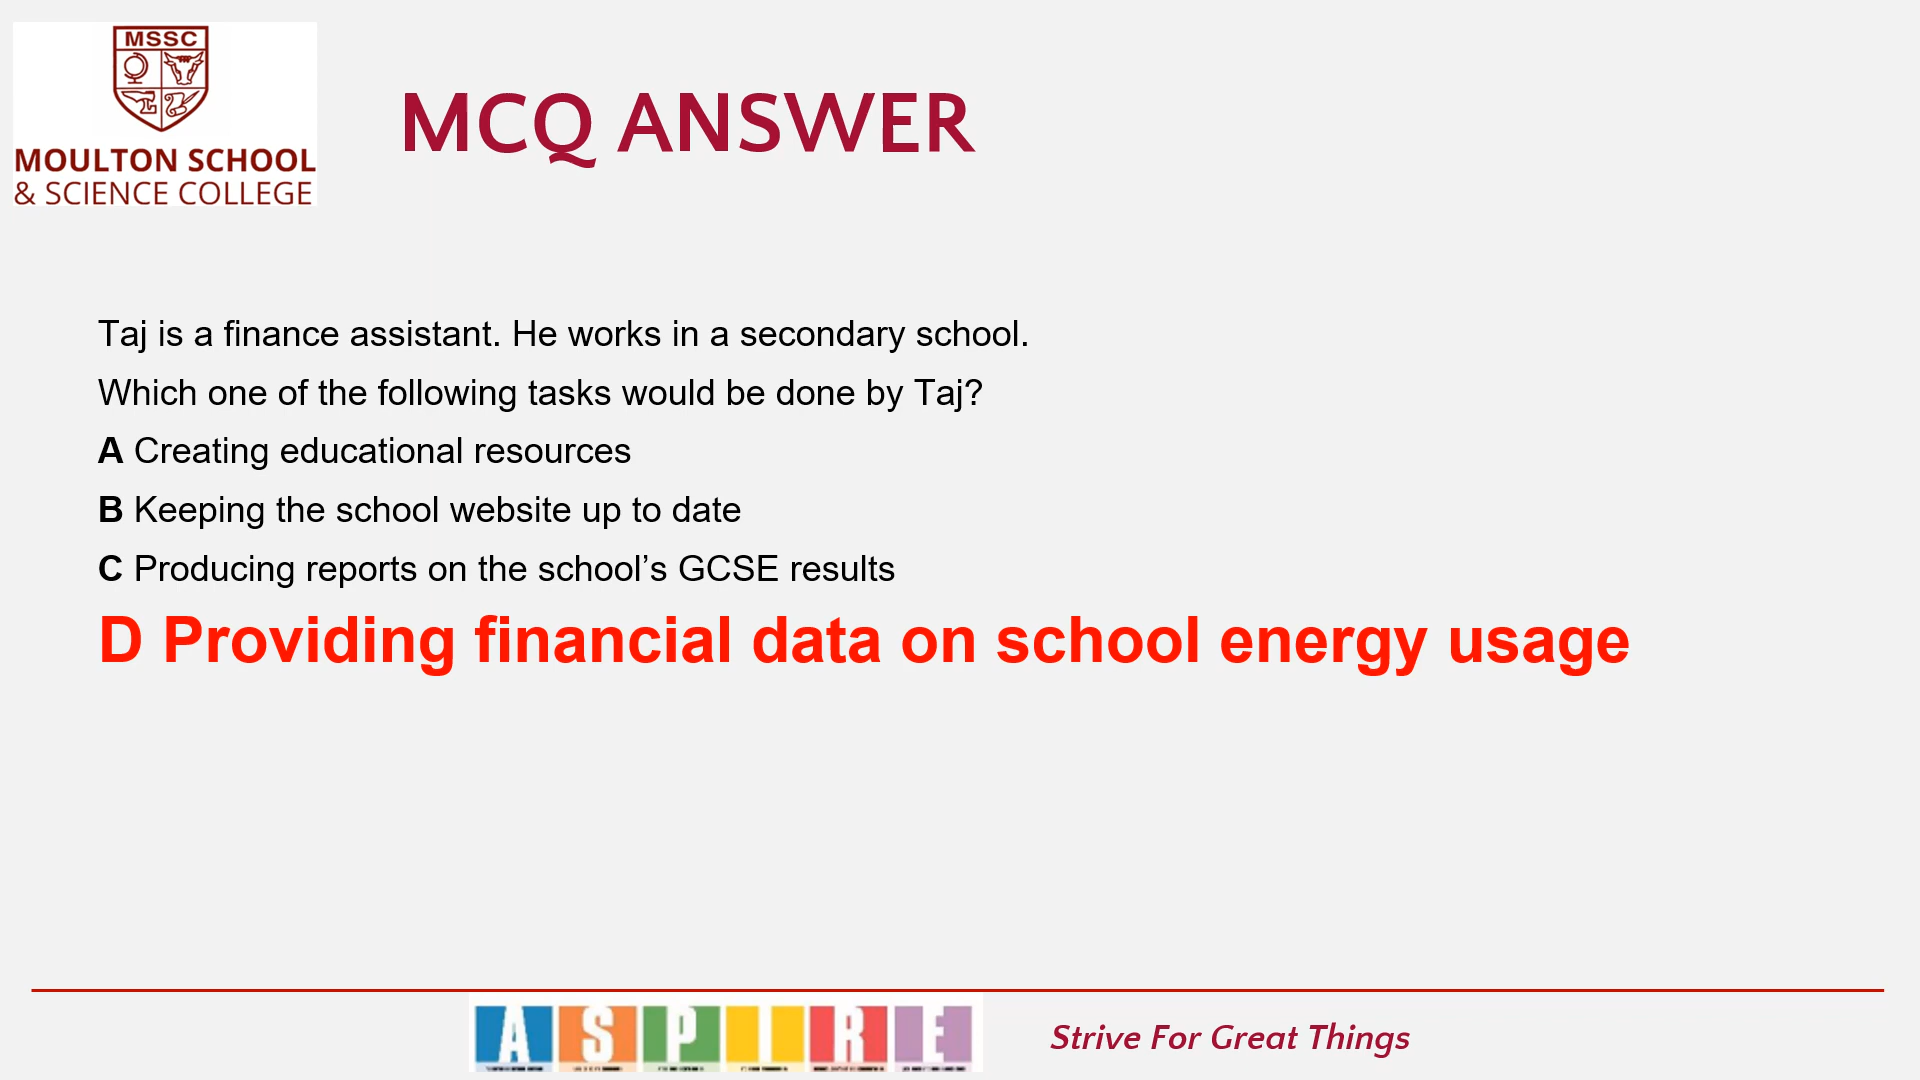 MSSC
MOULTON SCHOOL
& SCIENCE COLLEGE
MCQ ANSWER
Taj is a finance assistant. He works in a secondary school.
Which one of the following tasks would be done by Taj?
A Creating educational resources
B Keeping the school website up to date
C Producing reports on the school’s GCSE results
D Providing financial data on school energy usage
ASPIRE
Strive For Great Things